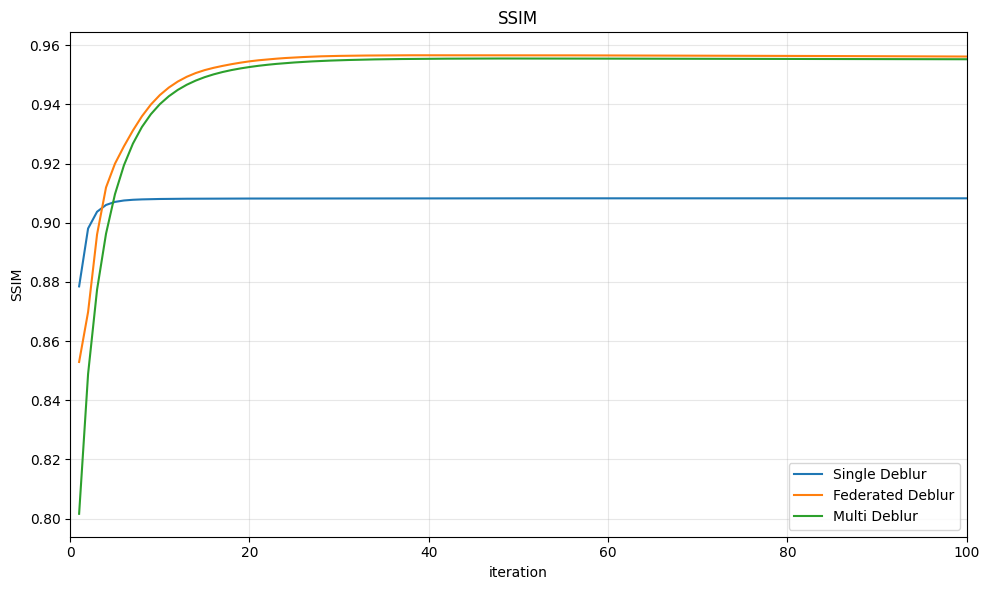 SSIM
SSIM
0.96
0.94
0.92
0.90
0.88
0.86
0.84
0.82
0.80
0 20 40 60 80 100
iteration
Single Deblur
Federated Deblur
Multi Deblur